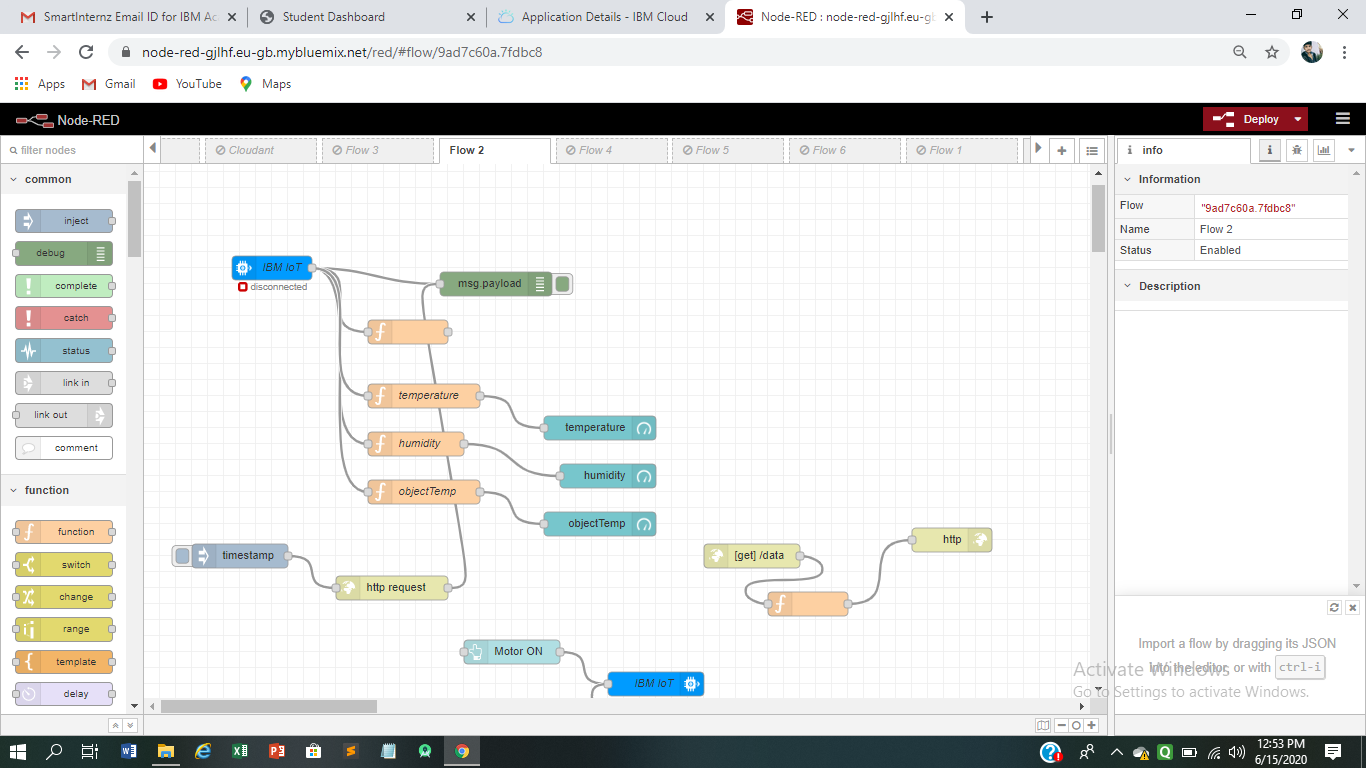 SmartInternz Email ID for IBM Ac
Student Dashboard
Application Details - IBM Cloud
Node-RED : node-red-gjlhf.eu-gb
node-red-gjlhf.eu-gb.mybluemix.net/red/#flow/9ad7c60a.7fdbc8
Apps Gmail YouTube Maps
Node-RED
Deploy
filter nodes
Cloudant
Flow 3
Flow 2
Flow 4
Flow 5
Flow 6
Flow 1
info
common
inject
debug
complete
catch
status
link in
link out
comment
function
function
switch
change
range
template
delay
IBM IoT
disconnected
msg.payload
temperature
temperature
humidity
humidity
objectTemp
objectTemp
timestamp
http request
[get] /data
http
Motor ON
IBM IoT
Information
Flow "9ad7c60a.7fdbc8"
Name Flow 2
Status Enabled
Description
Import a flow by dragging its JSON
into the editor, or with ctrl-i
Activate Windows
Go to Settings to activate Windows.
12:53 PM
6/15/2020